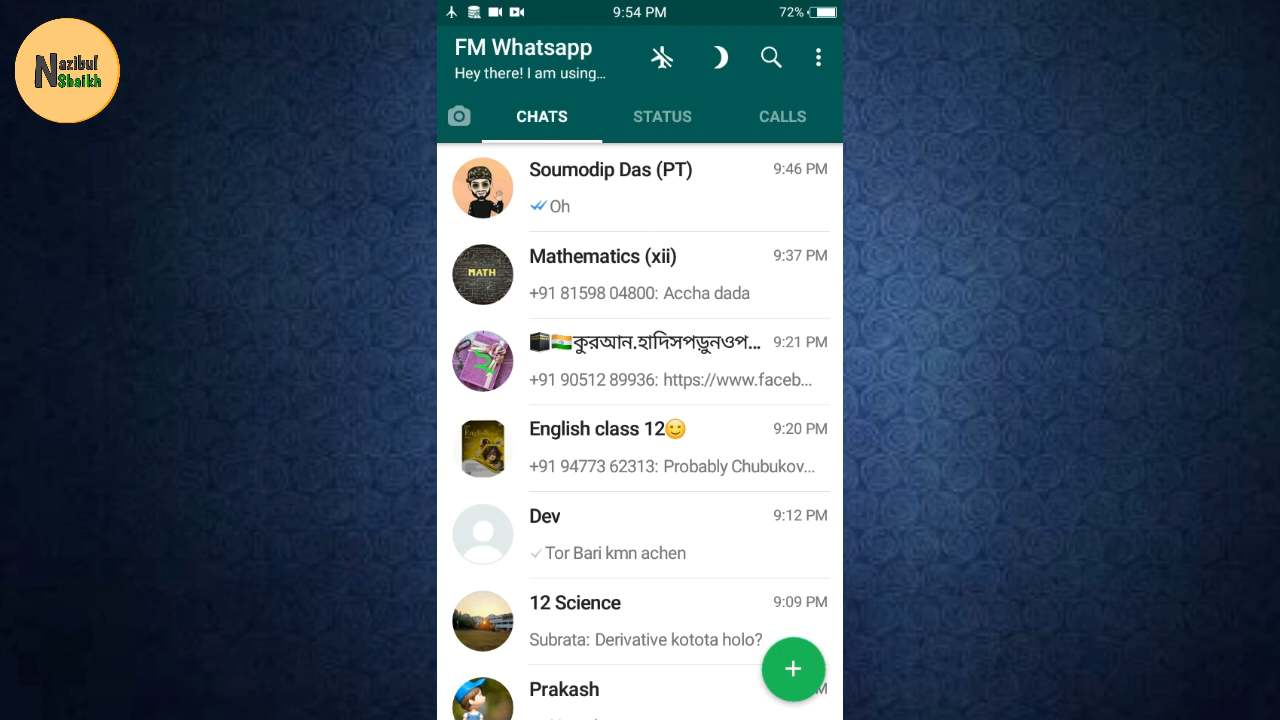 Nazibul
Shaikh
9:54 PM
72%
FM Whatsapp
Hey there! I am using...
CHATS
STATUS
CALLS
Soumodip Das (PT)
9:46 PM
Oh
MATH
Mathematics (xii)
9:37 PM
+91 81598 04800: Accha dada
🕋🇮🇳কুরআন.হাদিসপড়ুনওপ...
9:21 PM
+91 90512 89936: https://www.faceb...
English class 12🙂
9:20 PM
+91 94773 62313: Probably Chubukov...
Dev
9:12 PM
Tor Bari kmn achen
12 Science
9:09 PM
Subrata: Derivative kotota holo?
Prakash